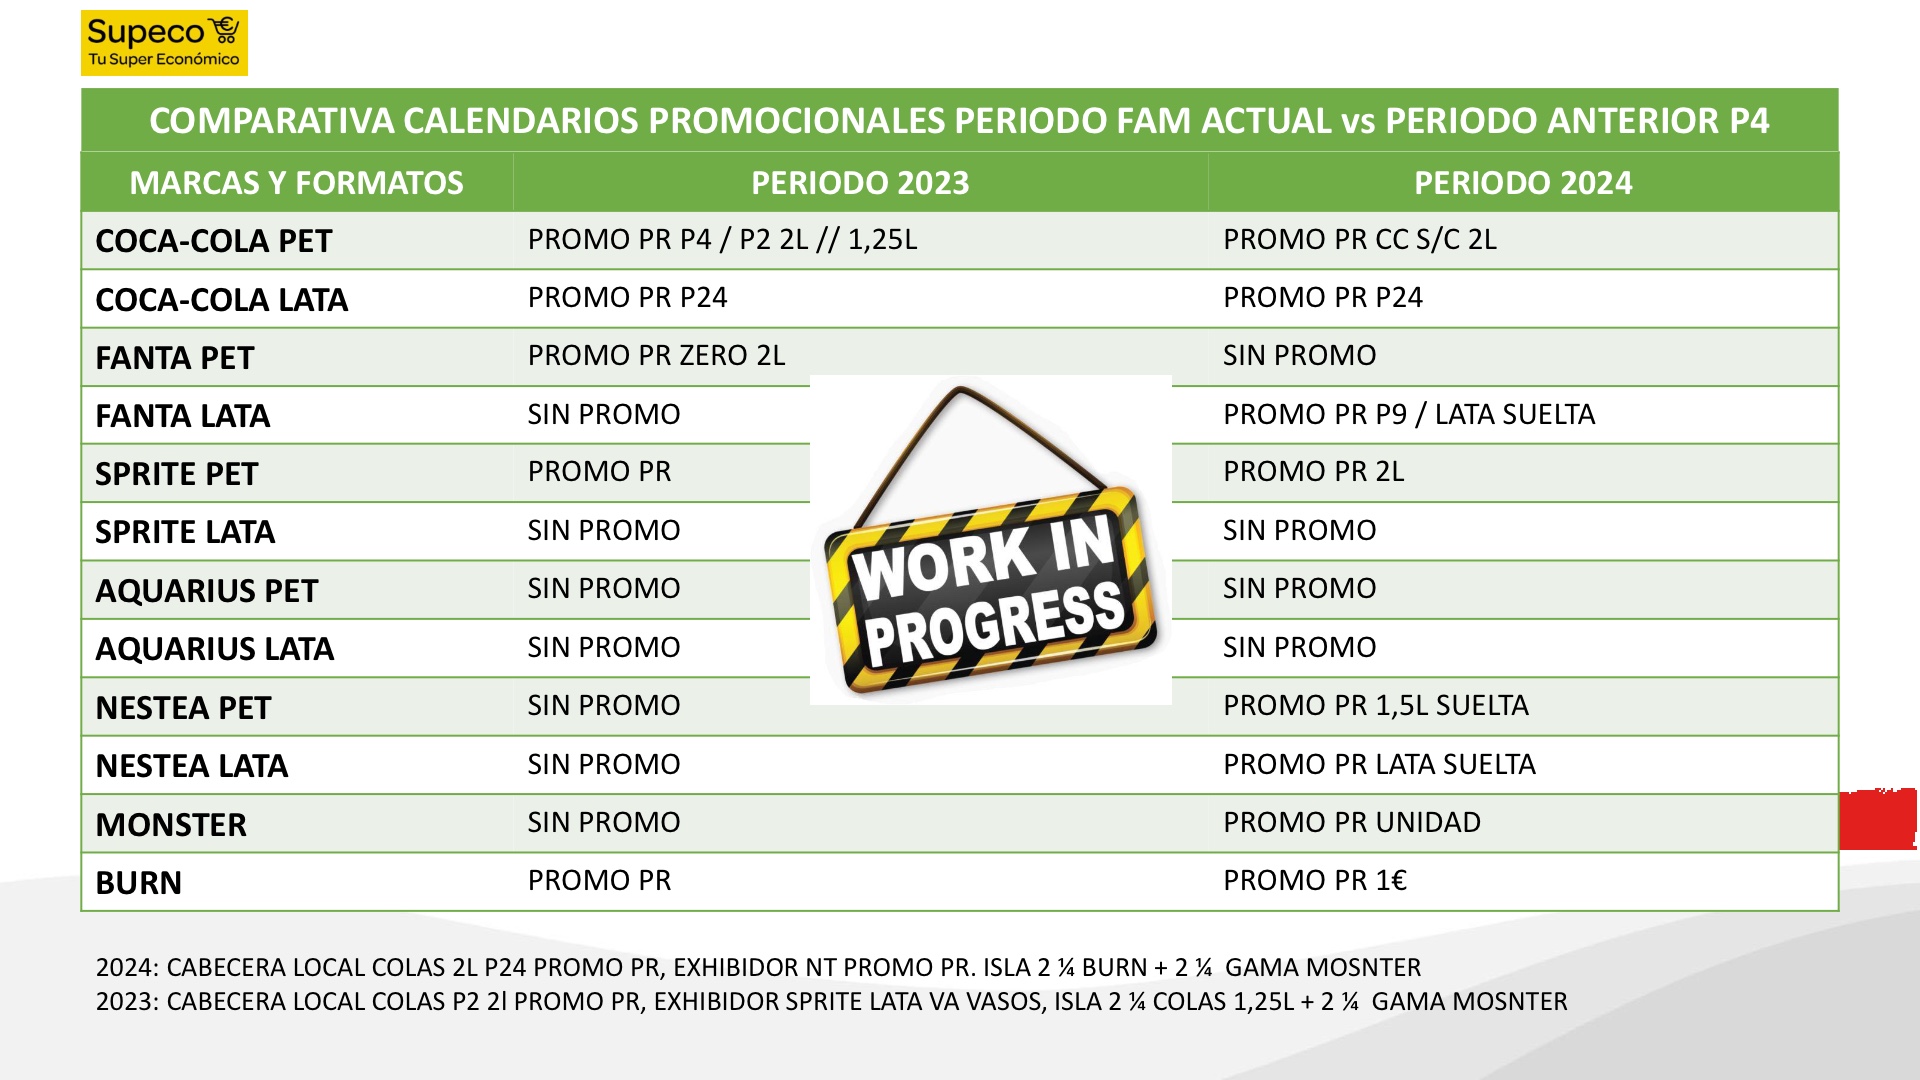 Supeco
Tu Super Económico
COMPARATIVA CALENDARIOS PROMOCIONALES PERIODO FAM ACTUAL vs PERIODO ANTERIOR P4
MARCAS Y FORMATOS PERIODO 2023 PERIODO 2024
COCA-COLA PET PROMO PR P4 / P2 2L // 1,25L PROMO PR CC S/C 2L
COCA-COLA LATA PROMO PR P24 PROMO PR P24
FANTA PET PROMO PR ZERO 2L SIN PROMO
FANTA LATA SIN PROMO PROMO PR P9 / LATA SUELTA
SPRITE PET PROMO PR PROMO PR 2L
SPRITE LATA SIN PROMO SIN PROMO
AQUARIUS PET SIN PROMO SIN PROMO
AQUARIUS LATA SIN PROMO SIN PROMO
NESTEA PET SIN PROMO PROMO PR 1,5L SUELTA
NESTEA LATA SIN PROMO PROMO PR LATA SUELTA
MONSTER SIN PROMO PROMO PR UNIDAD
BURN PROMO PR PROMO PR 1€
WORK IN
PROGRESS
2024: CABECERA LOCAL COLAS 2L P24 PROMO PR, EXHIBIDOR NT PROMO PR. ISLA 2 ¼ BURN + 2 ¼ GAMA MOSNTER
2023: CABECERA LOCAL COLAS P2 2l PROMO PR, EXHIBIDOR SPRITE LATA VA VASOS, ISLA 2 ¼ COLAS 1,25L + 2 ¼ GAMA MOSNTER